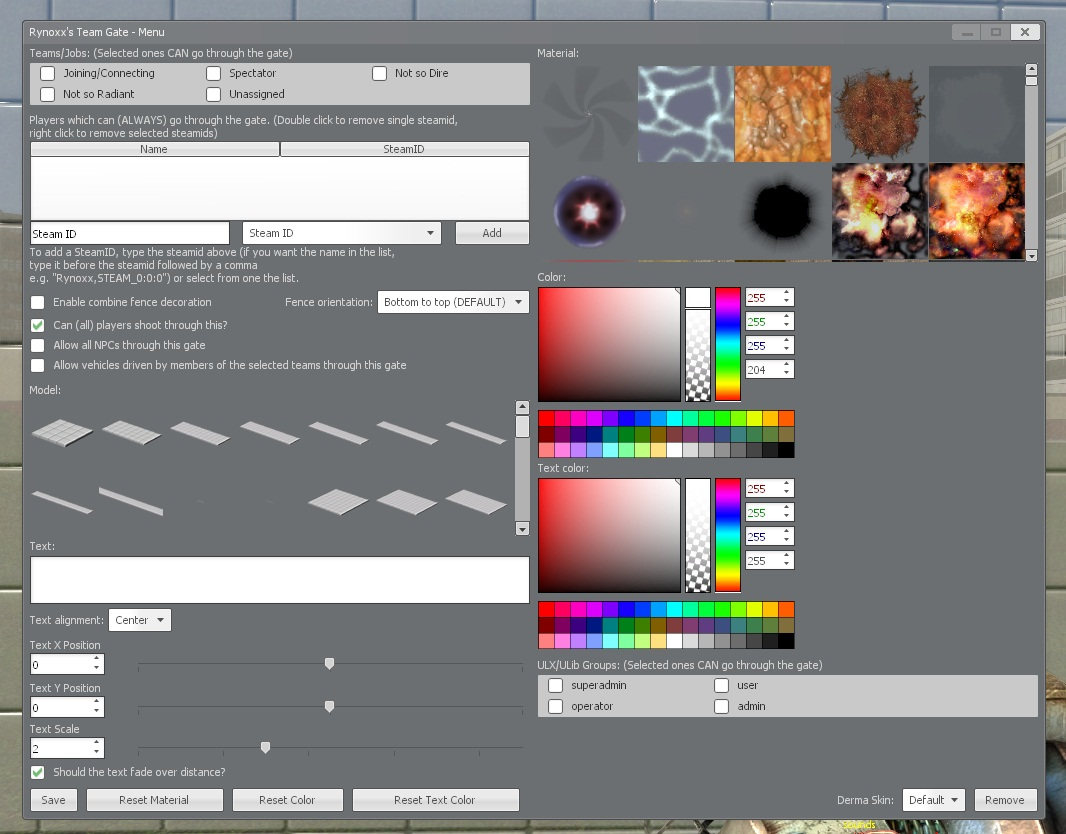 Rynoxx's Team Gate - Menu
Teams/Jobs: (Selected ones CAN go through the gate)
Joining/Connecting
Spectator
Not so Dire
Not so Radiant
Unassigned
Players which can (ALWAYS) go through the gate. (Double click to remove single steamid,
right click to remove selected steamids)
Name
SteamID
Steam ID
Steam ID
Add
To add a SteamID, type the steamid above (if you want the name in the list,
type it before the steamid followed by a comma
e.g. "Rynoxx,STEAM_0:0:0") or select from one the list.
Enable combine fence decoration
Fence orientation:
Bottom to top (DEFAULT)
Can (all) players shoot through this?
Allow all NPCs through this gate
Allow vehicles driven by members of the selected teams through this gate
Model:
Text:
Text alignment:
Center
Text X Position
0
Text Y Position
0
Text Scale
2
Should the text fade over distance?
Save
Reset Material
Reset Color
Reset Text Color
Material:
Color:
255
255
255
204
Text color:
255
255
255
255
ULX/ULib Groups: (Selected ones CAN go through the gate)
superadmin
user
operator
admin
Derma Skin:
Default
Remove